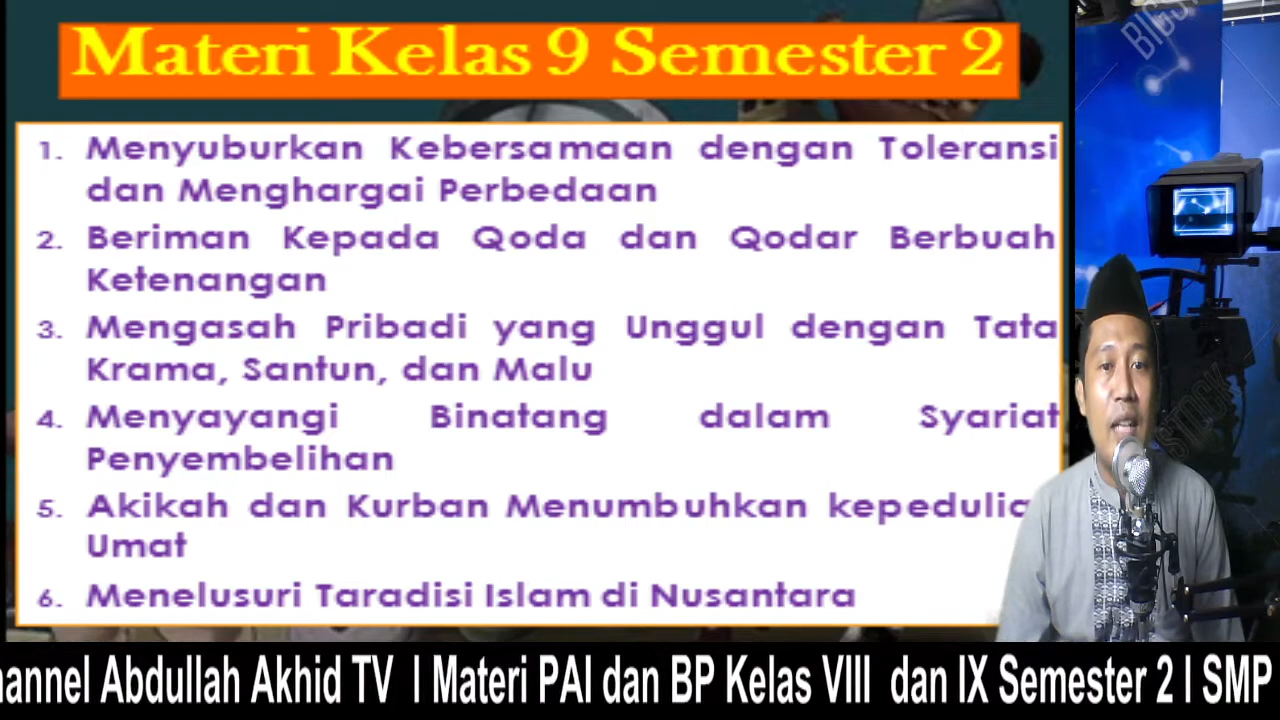 Materi Kelas 9 Semester 2
1. Menyuburkan Kebersamaan dengan Toleransi
dan Menghargai Perbedaan
2. Beriman Kepada Qoda dan Qodar Berbuah
Ketenangan
3. Mengasah Pribadi yang Unggul dengan Tata
Krama, Santun, dan Malu
4. Menyayangi Binatang dalam Syariat
Penyembelihan
5. Akikah dan Kurban Menumbuhkan
Umat
6. Menelusuri Taradisi Islam di Nusantara
Abdullah Akhid TV I Materi PAI dan BP Kelas VIII dan IX Semester 2 I SMP